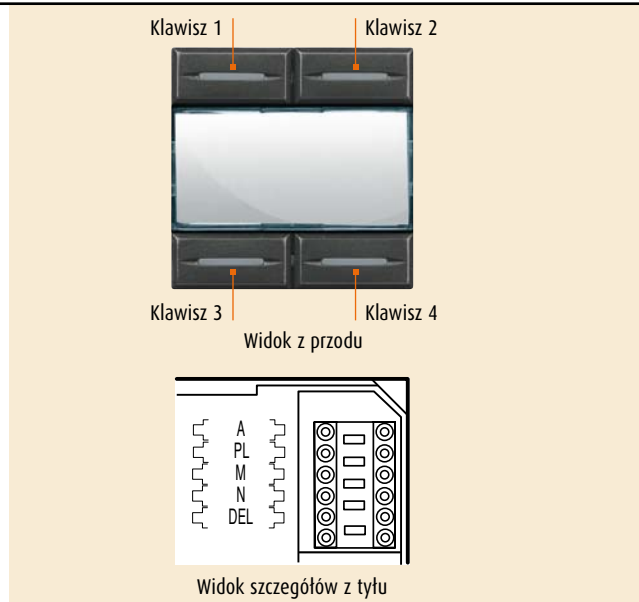 Klawisz 1 Klawisz 2
Klawisz 3 Klawisz 4
Widok z przodu
A
PL
M
N
DEL
Widok szczegółów z tyłu